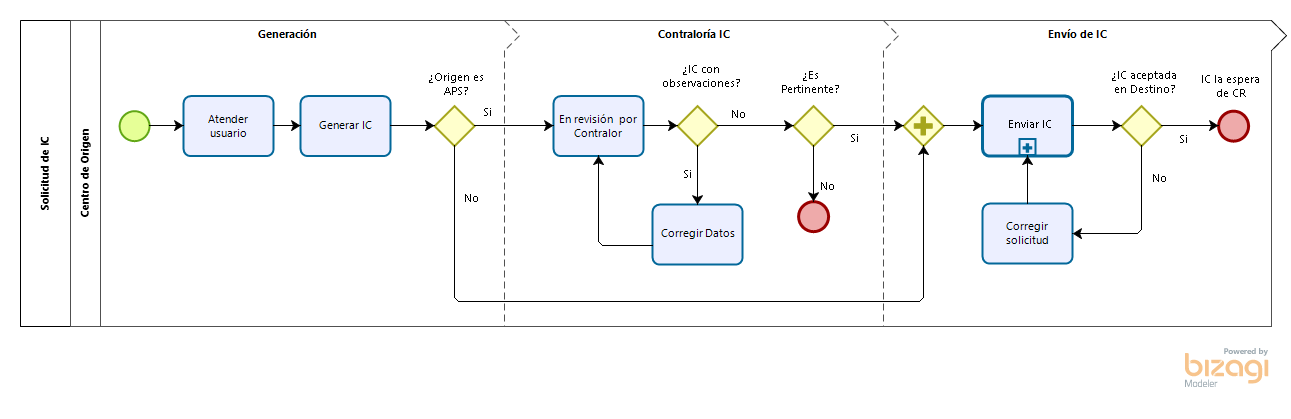 Solicitud de IC
Centro de Origen
Generación
Contraloría IC
Envío de IC
¿Origen es
APS?
¿IC con
observaciones?
¿Es
Pertinente?
¿IC aceptada
en Destino?
IC la espera
de CR
Atender
usuario
Generar IC
Si
En revisión por
Contralor
No
Si
Enviar IC
Si
Si
No
No
No
Corregir Datos
Corregir
solicitud
Powered by
bizagi
Modeler